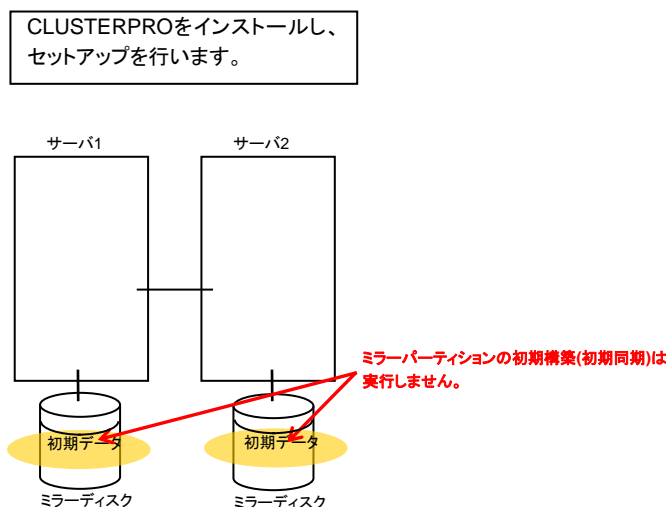 CLUSTERPROをインストールし、
セットアップを行います。
サーバ1
サーバ2
ミラーパーティションの初期構築(初期同期)は
実行しません。
初期データ
初期データ
ミラーディスク
ミラーディスク